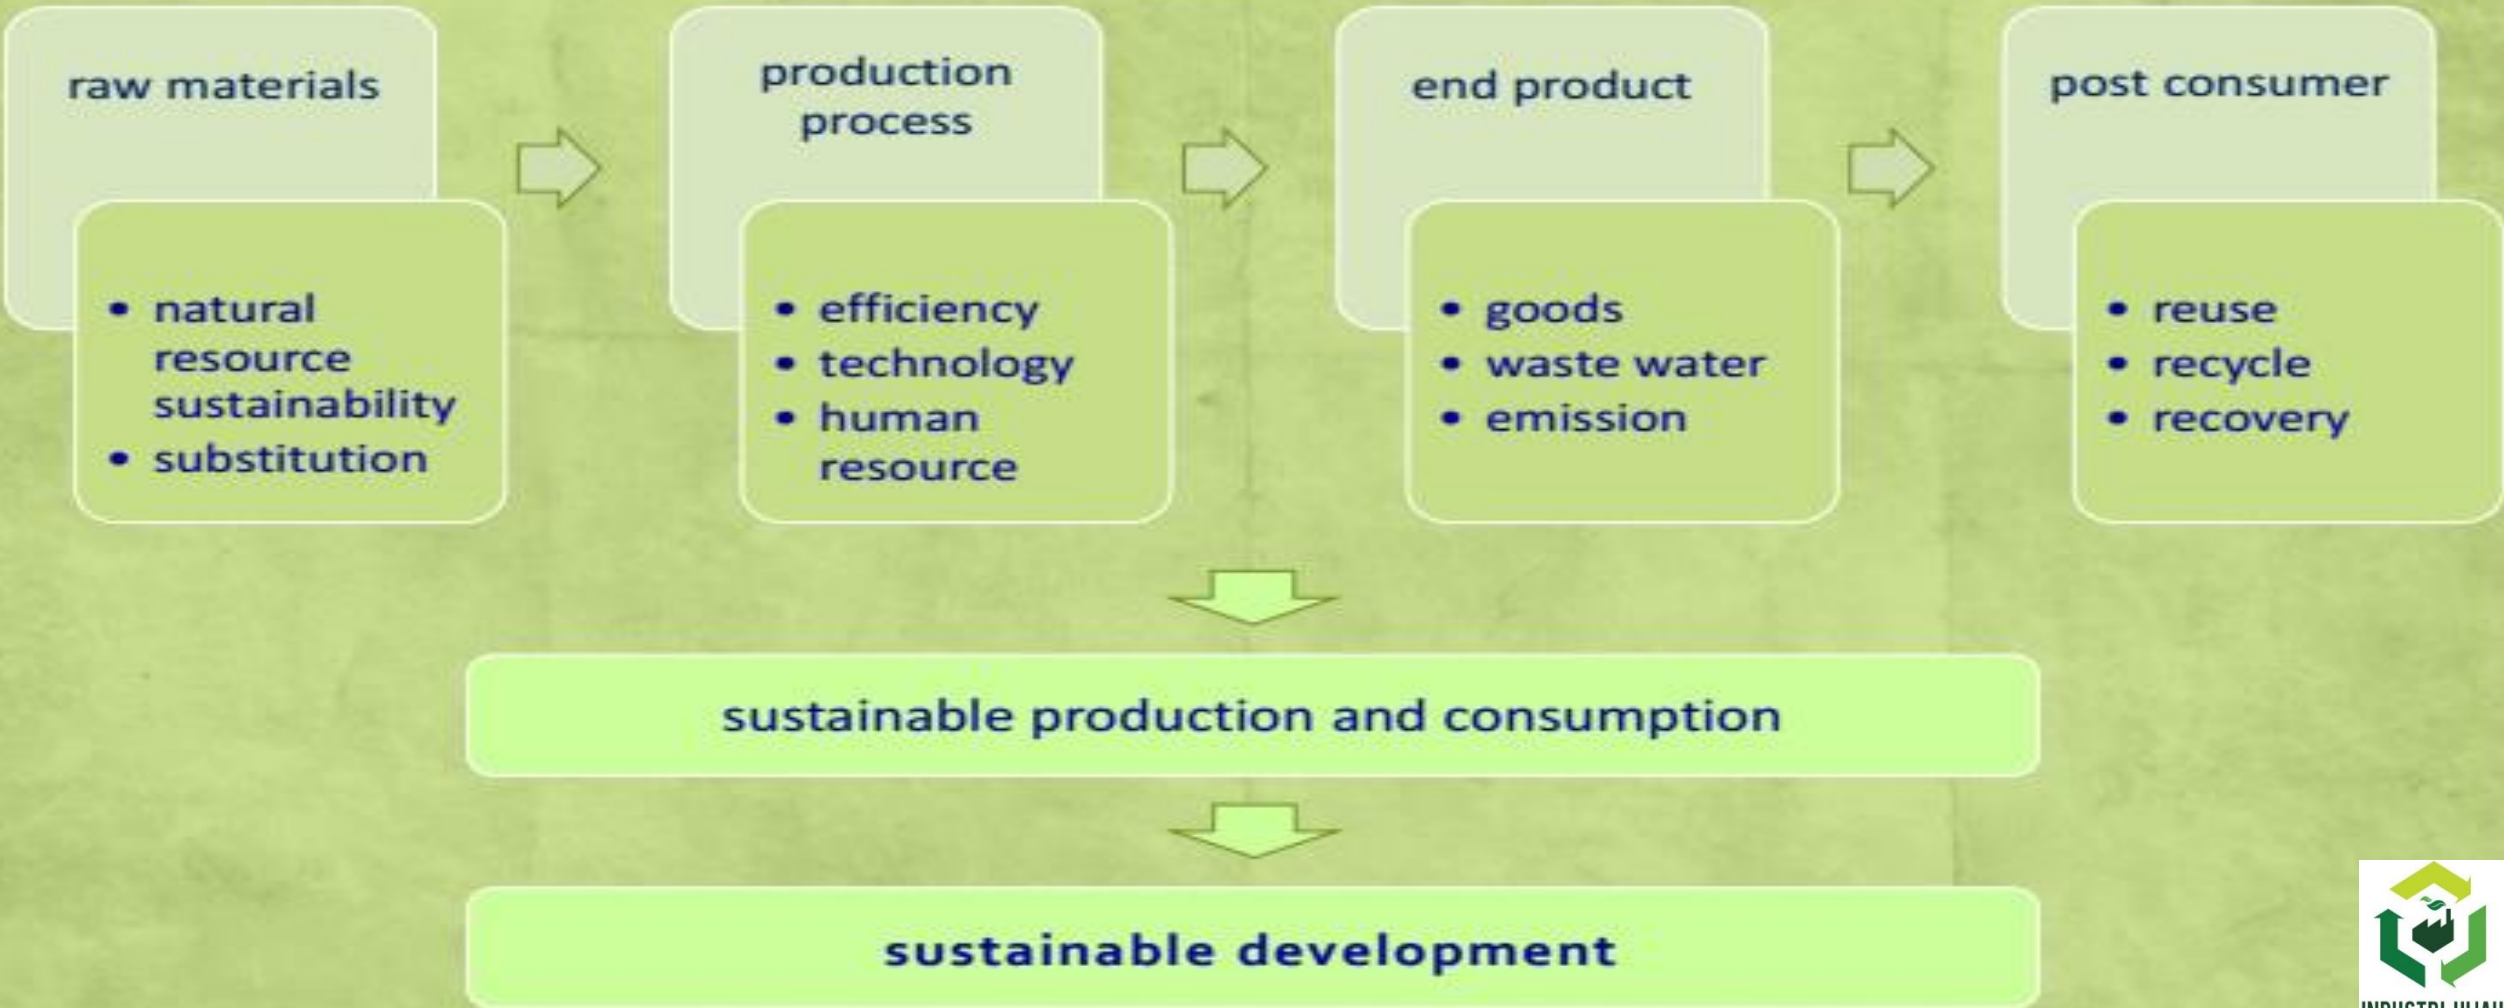 raw materials
• natural
resource
sustainability
• substitution
production
process
• efficiency
• technology
• human
resource
end product
• goods
• waste water
• emission
post consumer
• reuse
• recycle
• recovery
sustainable production and consumption
sustainable development